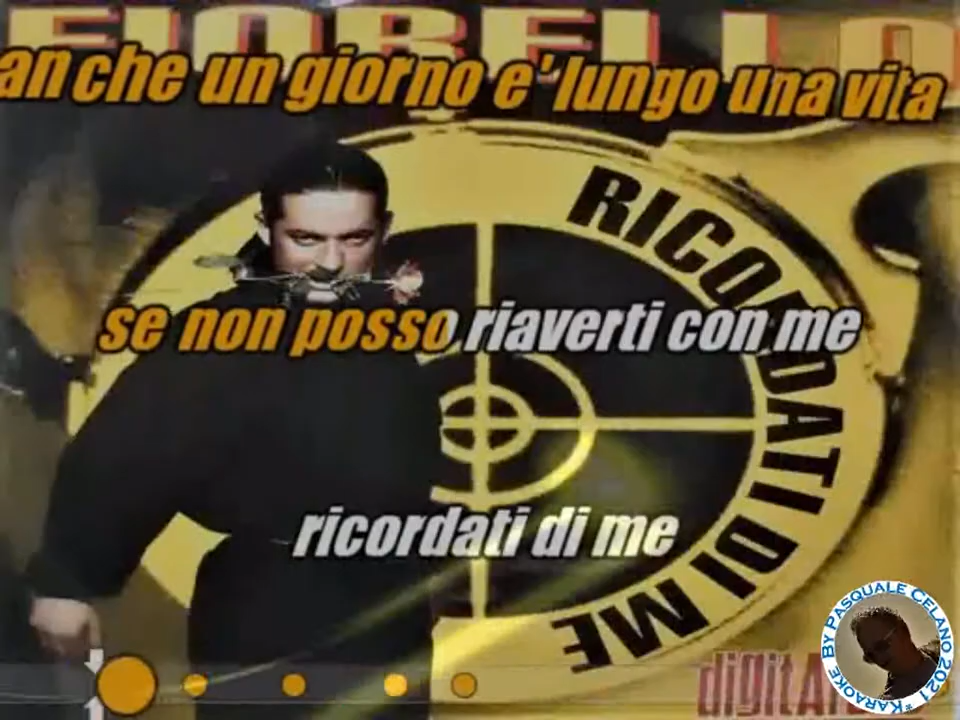 FIORELLO
anche un giorno e' lungo una vita
RICORDATI DI ME
se non posso riaverti con me
ricordati di me
BY PASQUALE CELANO 2021 * KARAOKE *